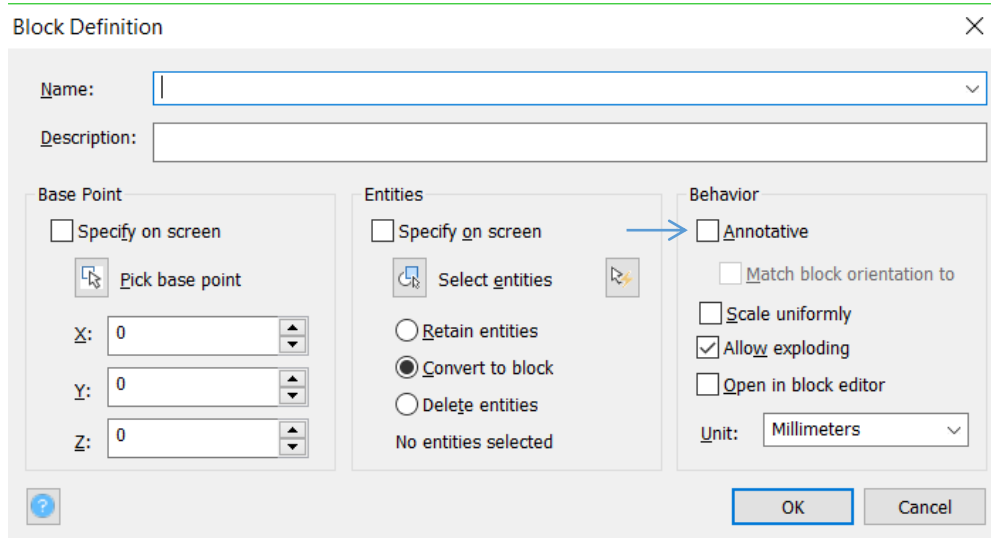 Block Definition
Name:
Description:
Base Point
Specify on screen
Pick base point
X: 0
Y: 0
Z: 0
Entities
Specify on screen
Select entities
Retain entities
Convert to block
Delete entities
No entities selected
Behavior
Annotative
Match block orientation to
Scale uniformly
Allow exploding
Open in block editor
Unit: Millimeters
?
OK
Cancel